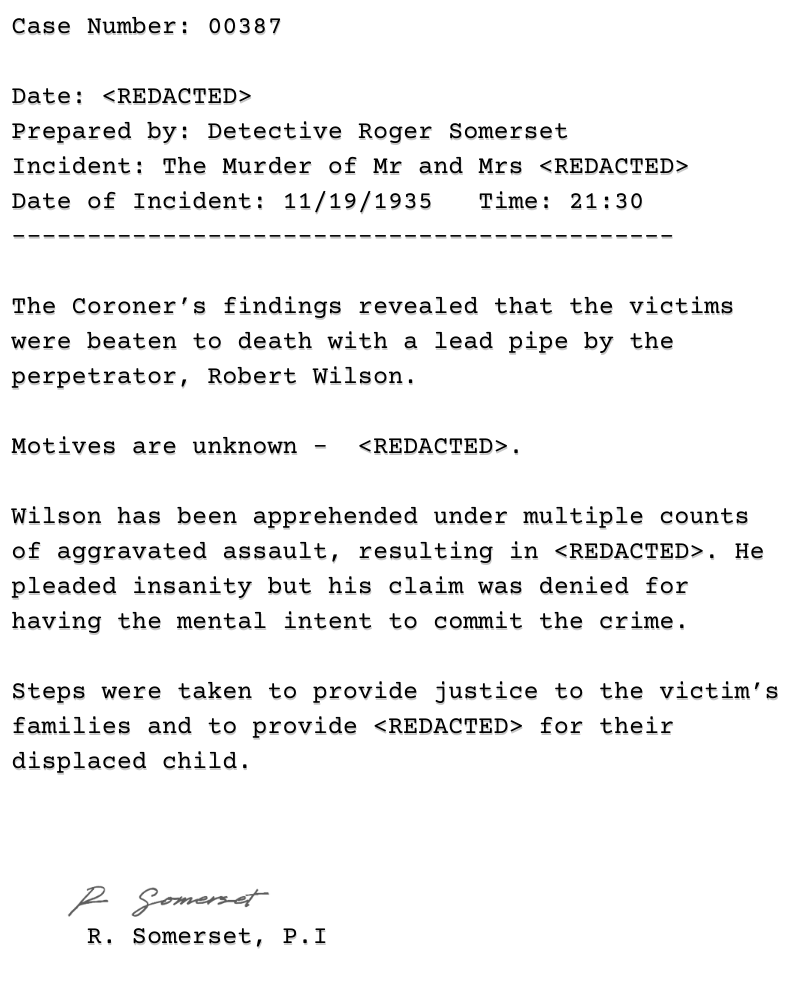 Case Number: 00387
Date: <REDACTED>
Prepared by: Detective Roger Somerset
Incident: The Murder of Mr and Mrs <REDACTED>
Date of Incident: 11/19/1935   Time: 21:30
--------------------------------------------
The Coroner’s findings revealed that the victims
were beaten to death with a lead pipe by the
perpetrator, Robert Wilson.
Motives are unknown -  <REDACTED>.
Wilson has been apprehended under multiple counts
of aggravated assault, resulting in <REDACTED>. He
pleaded insanity but his claim was denied for
having the mental intent to commit the crime.
Steps were taken to provide justice to the victim’s
families and to provide <REDACTED> for their
displaced child.
R Somerset
R. Somerset, P.I